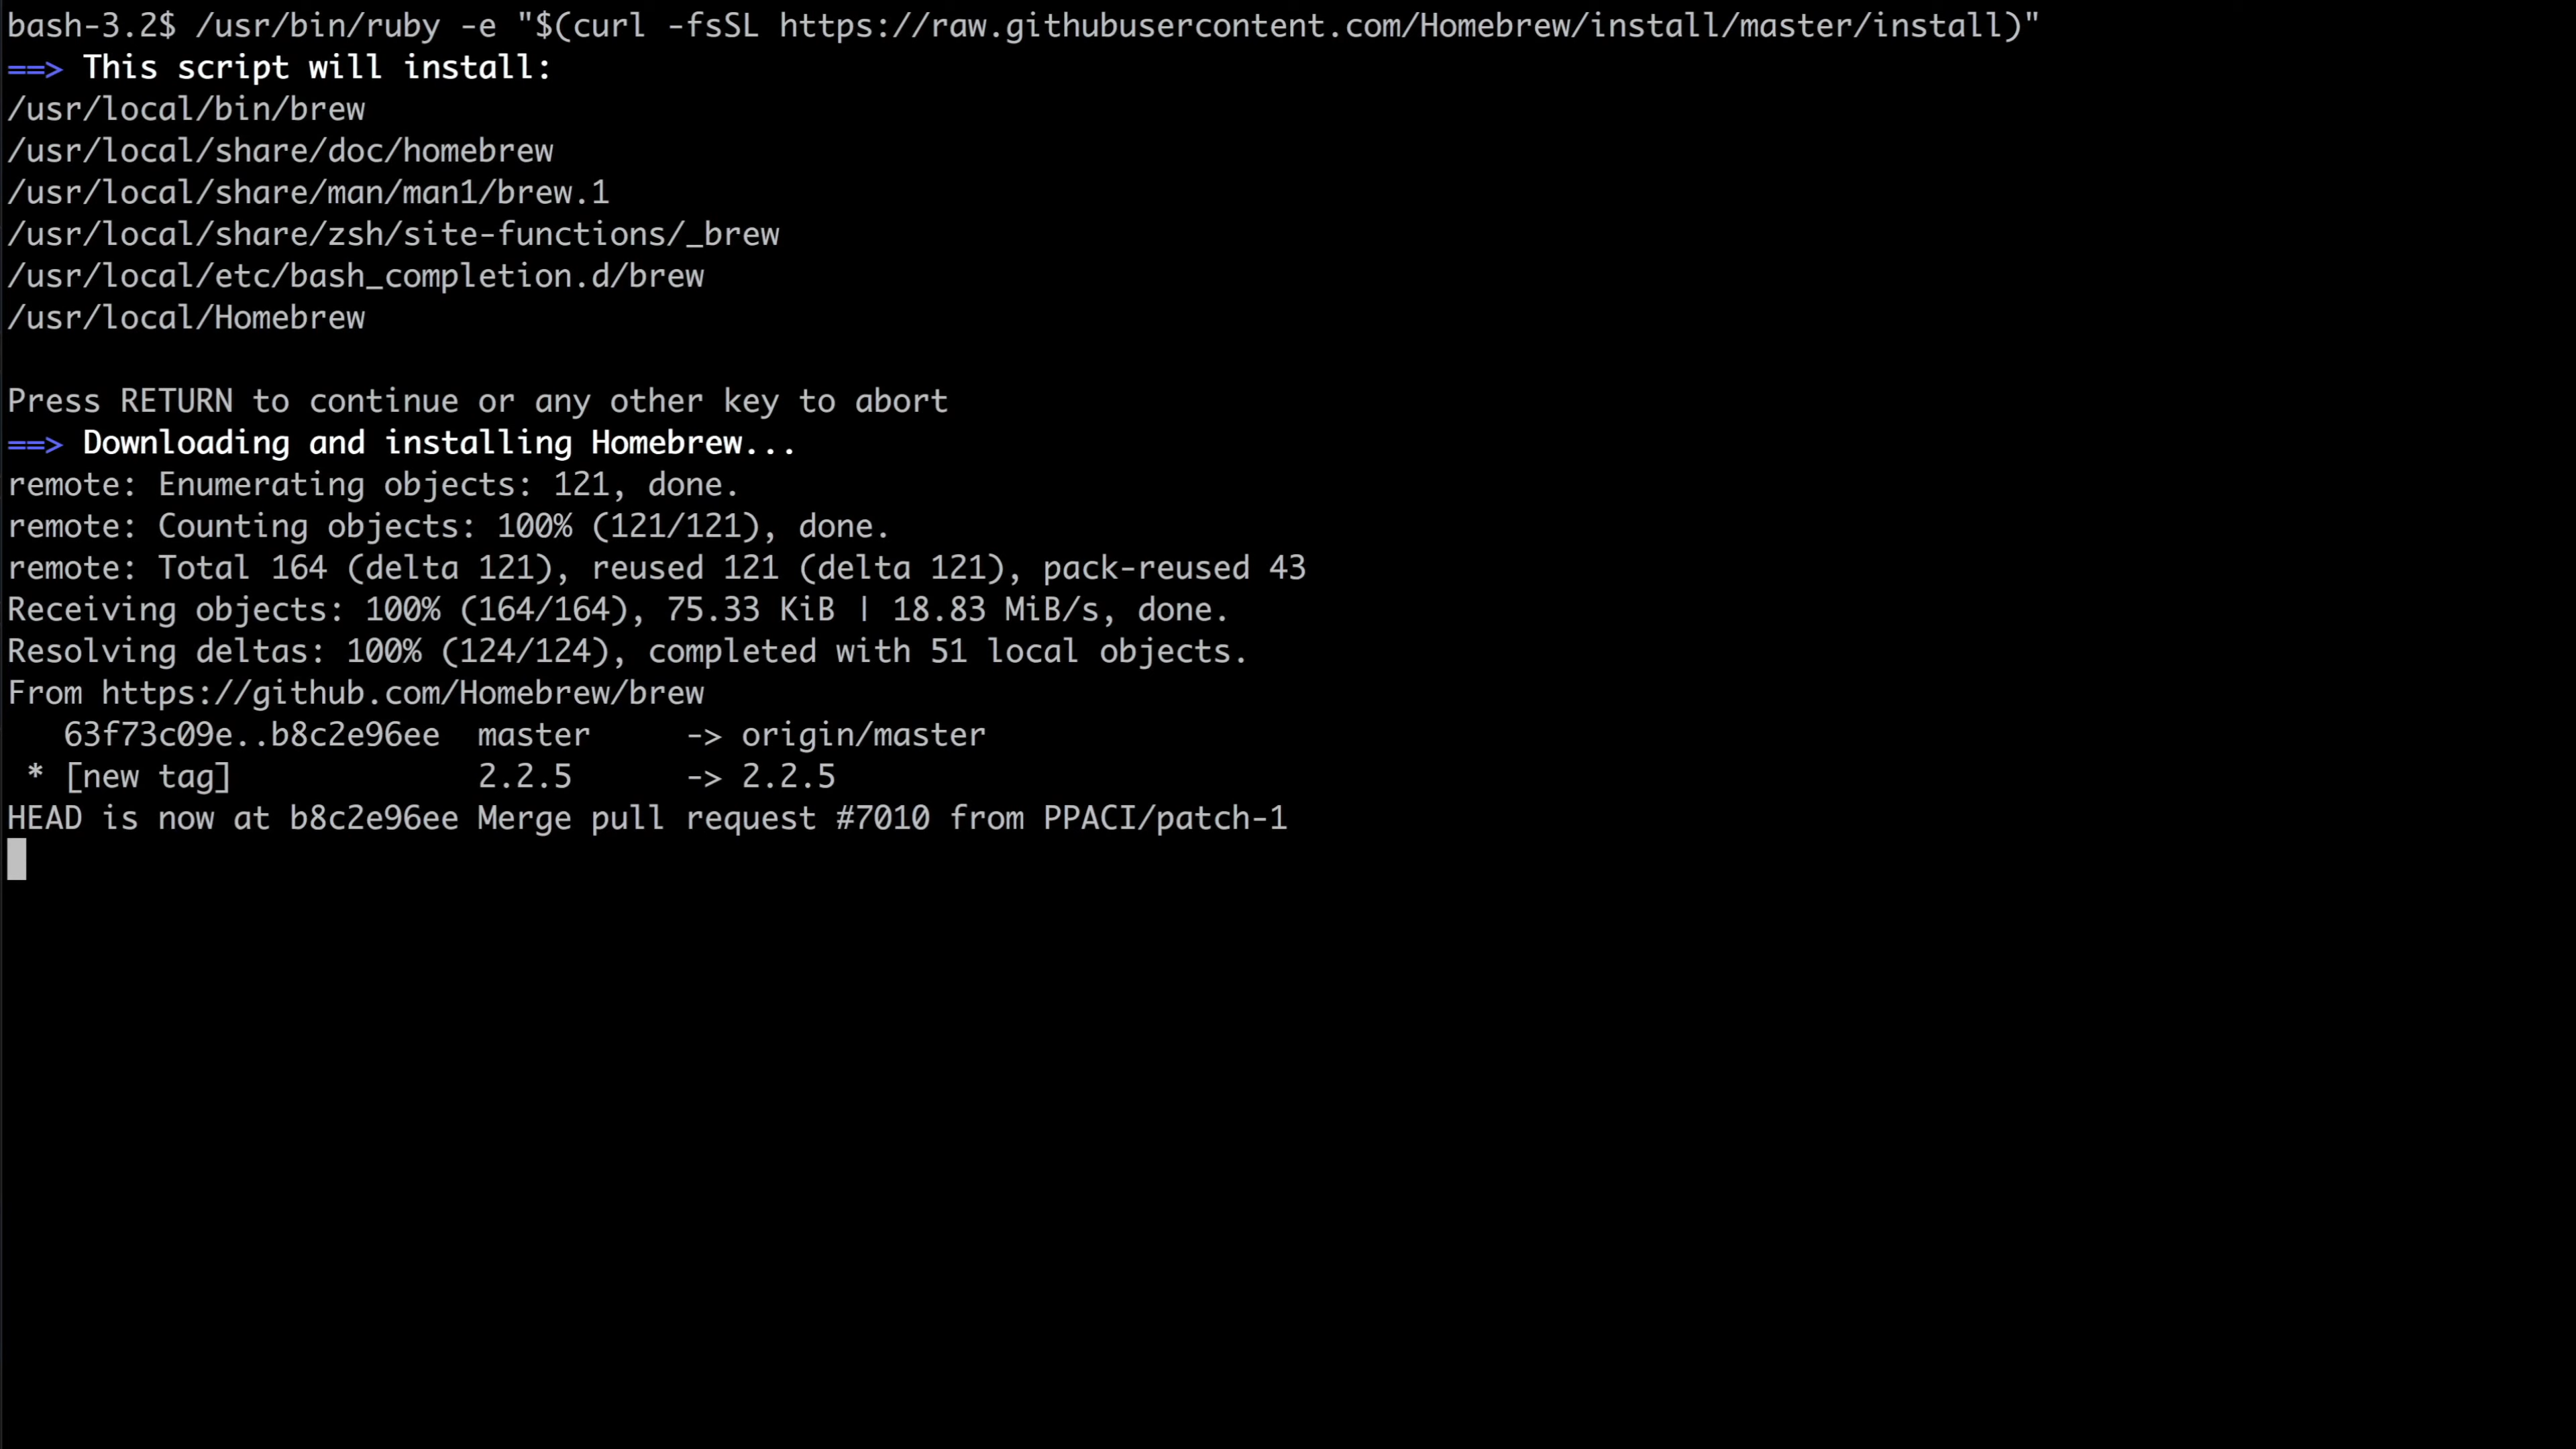 bash-3.2$ /usr/bin/ruby -e "$(curl -fsSL https://raw.githubusercontent.com/Homebrew/install/master/install)"
==> This script will install:
/usr/local/bin/brew
/usr/local/share/doc/homebrew
/usr/local/share/man/man1/brew.1
/usr/local/share/zsh/site-functions/_brew
/usr/local/etc/bash_completion.d/brew
/usr/local/Homebrew

Press RETURN to continue or any other key to abort
==> Downloading and installing Homebrew...
remote: Enumerating objects: 121, done.
remote: Counting objects: 100% (121/121), done.
remote: Total 164 (delta 121), reused 121 (delta 121), pack-reused 43
Receiving objects: 100% (164/164), 75.33 KiB | 18.83 MiB/s, done.
Resolving deltas: 100% (124/124), completed with 51 local objects.
From https://github.com/Homebrew/brew
   63f73c09e..b8c2e96ee  master     -> origin/master
 * [new tag]             2.2.5      -> 2.2.5
HEAD is now at b8c2e96ee Merge pull request #7010 from PPACI/patch-1